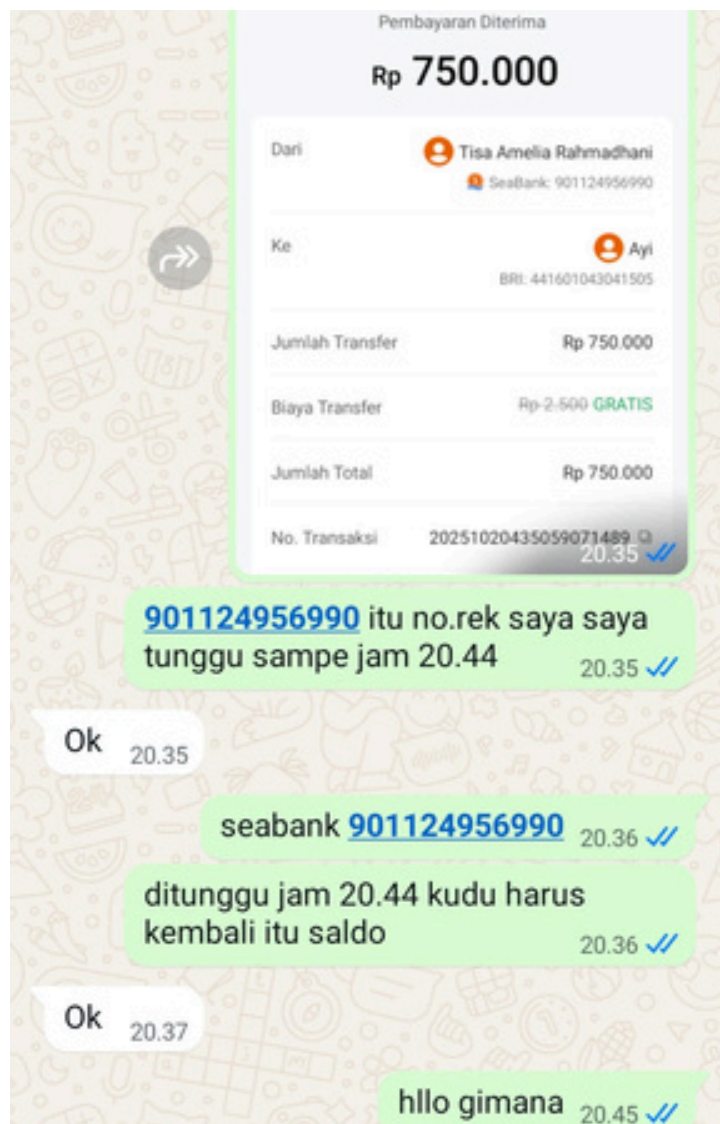 Pembayaran Diterima
Rp 750.000
Dari
Tisa Amelia Rahmadhani
SeaBank: 901124956990
Ke
Ayi
BRI: 441601043041505
Jumlah Transfer Rp 750.000
Biaya Transfer Rp 2.500 GRATIS
Jumlah Total Rp 750.000
No. Transaksi 20251020435059071489
20.35
901124956990 itu no.rek saya saya
tunggu sampe jam 20.44 20.35
Ok 20.35
seabank 901124956990 20.36
ditunggu jam 20.44 kudu harus
kembali itu saldo 20.36
Ok 20.37
hllo gimana 20.45